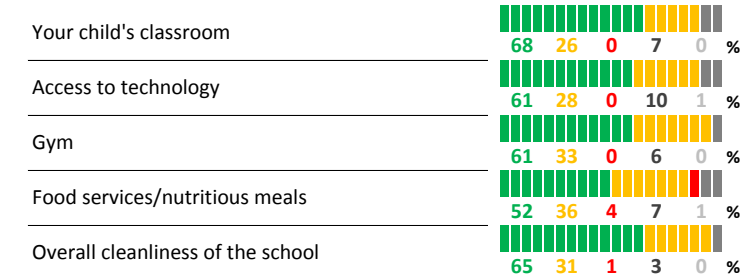 Your child's classroom
68 26 0 7 0 %
Access to technology
61 28 0 10 1 %
Gym
61 33 0 6 0 %
Food services/nutritious meals
52 36 4 7 1 %
Overall cleanliness of the school
65 31 1 3 0 %